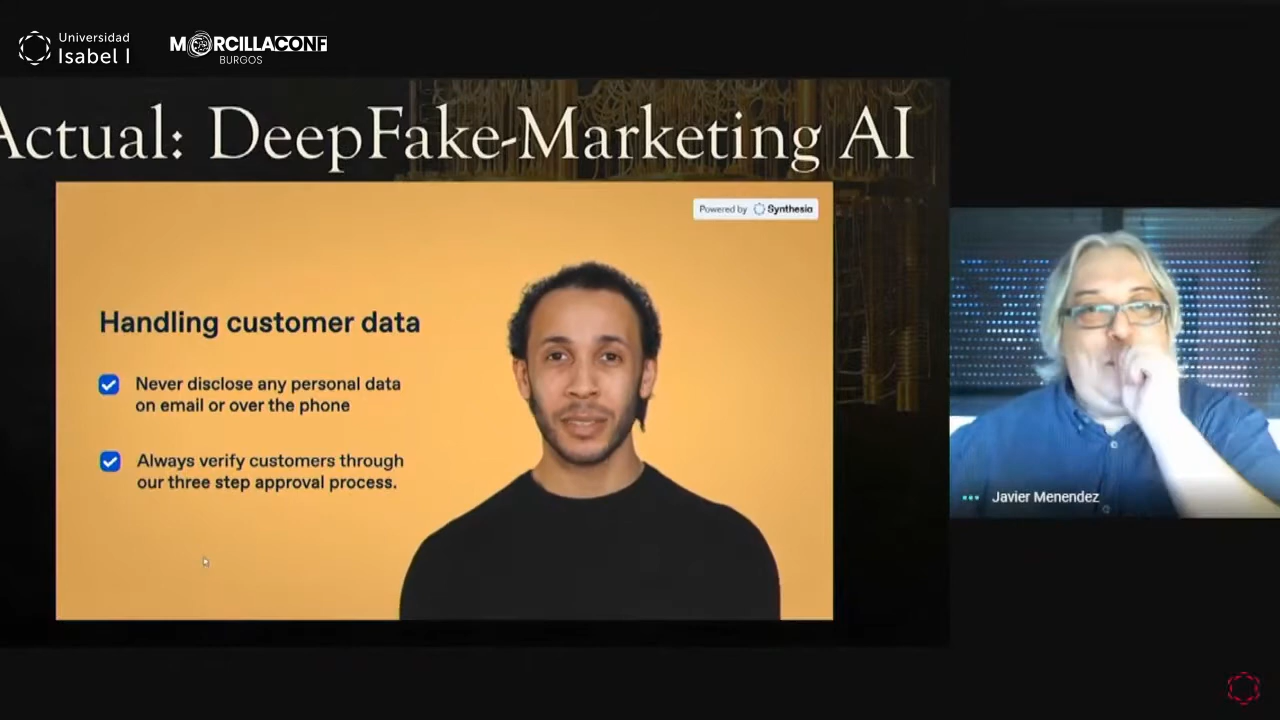 Universidad
Isabel I
MORCILLACONF
BURGOS
Actual: DeepFake-Marketing AI
Powered by Synthesia
Handling customer data
Never disclose any personal data
on email or over the phone
Always verify customers through
our three step approval process.
Javier Menendez